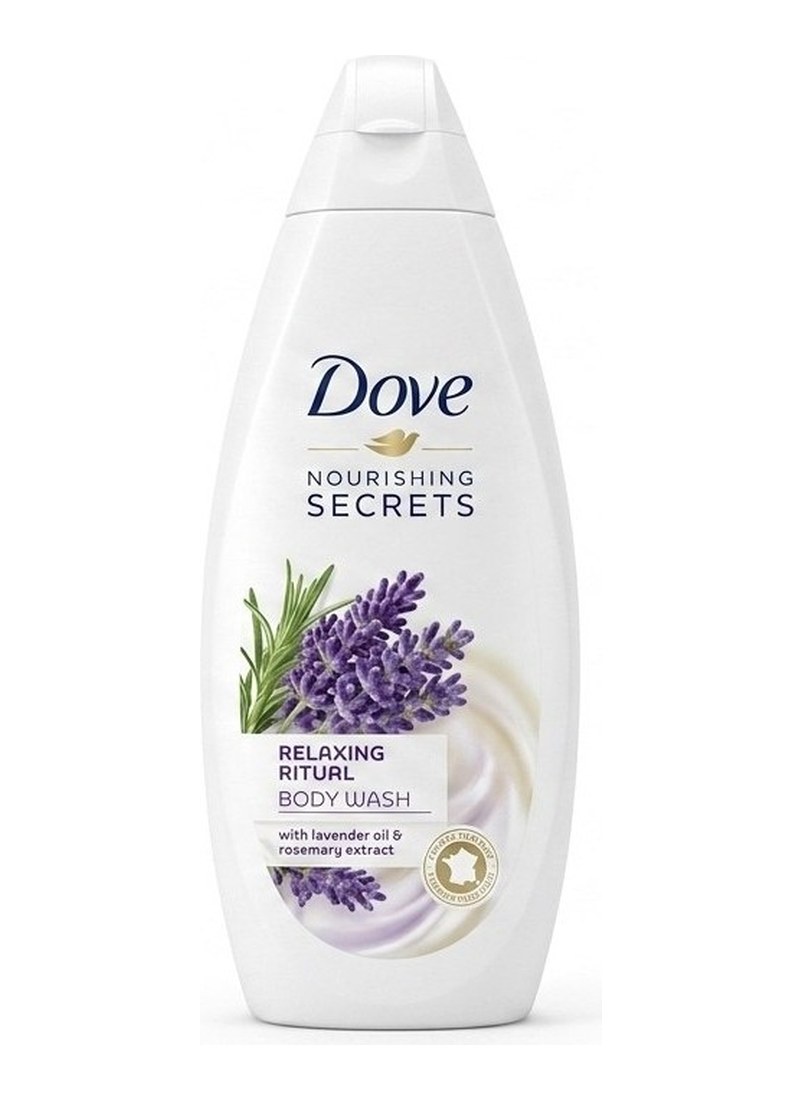 Dove
NOURISHING
SECRETS
RELAXING
RITURL
BODY WASH
with lavender oil &
rosemary extract